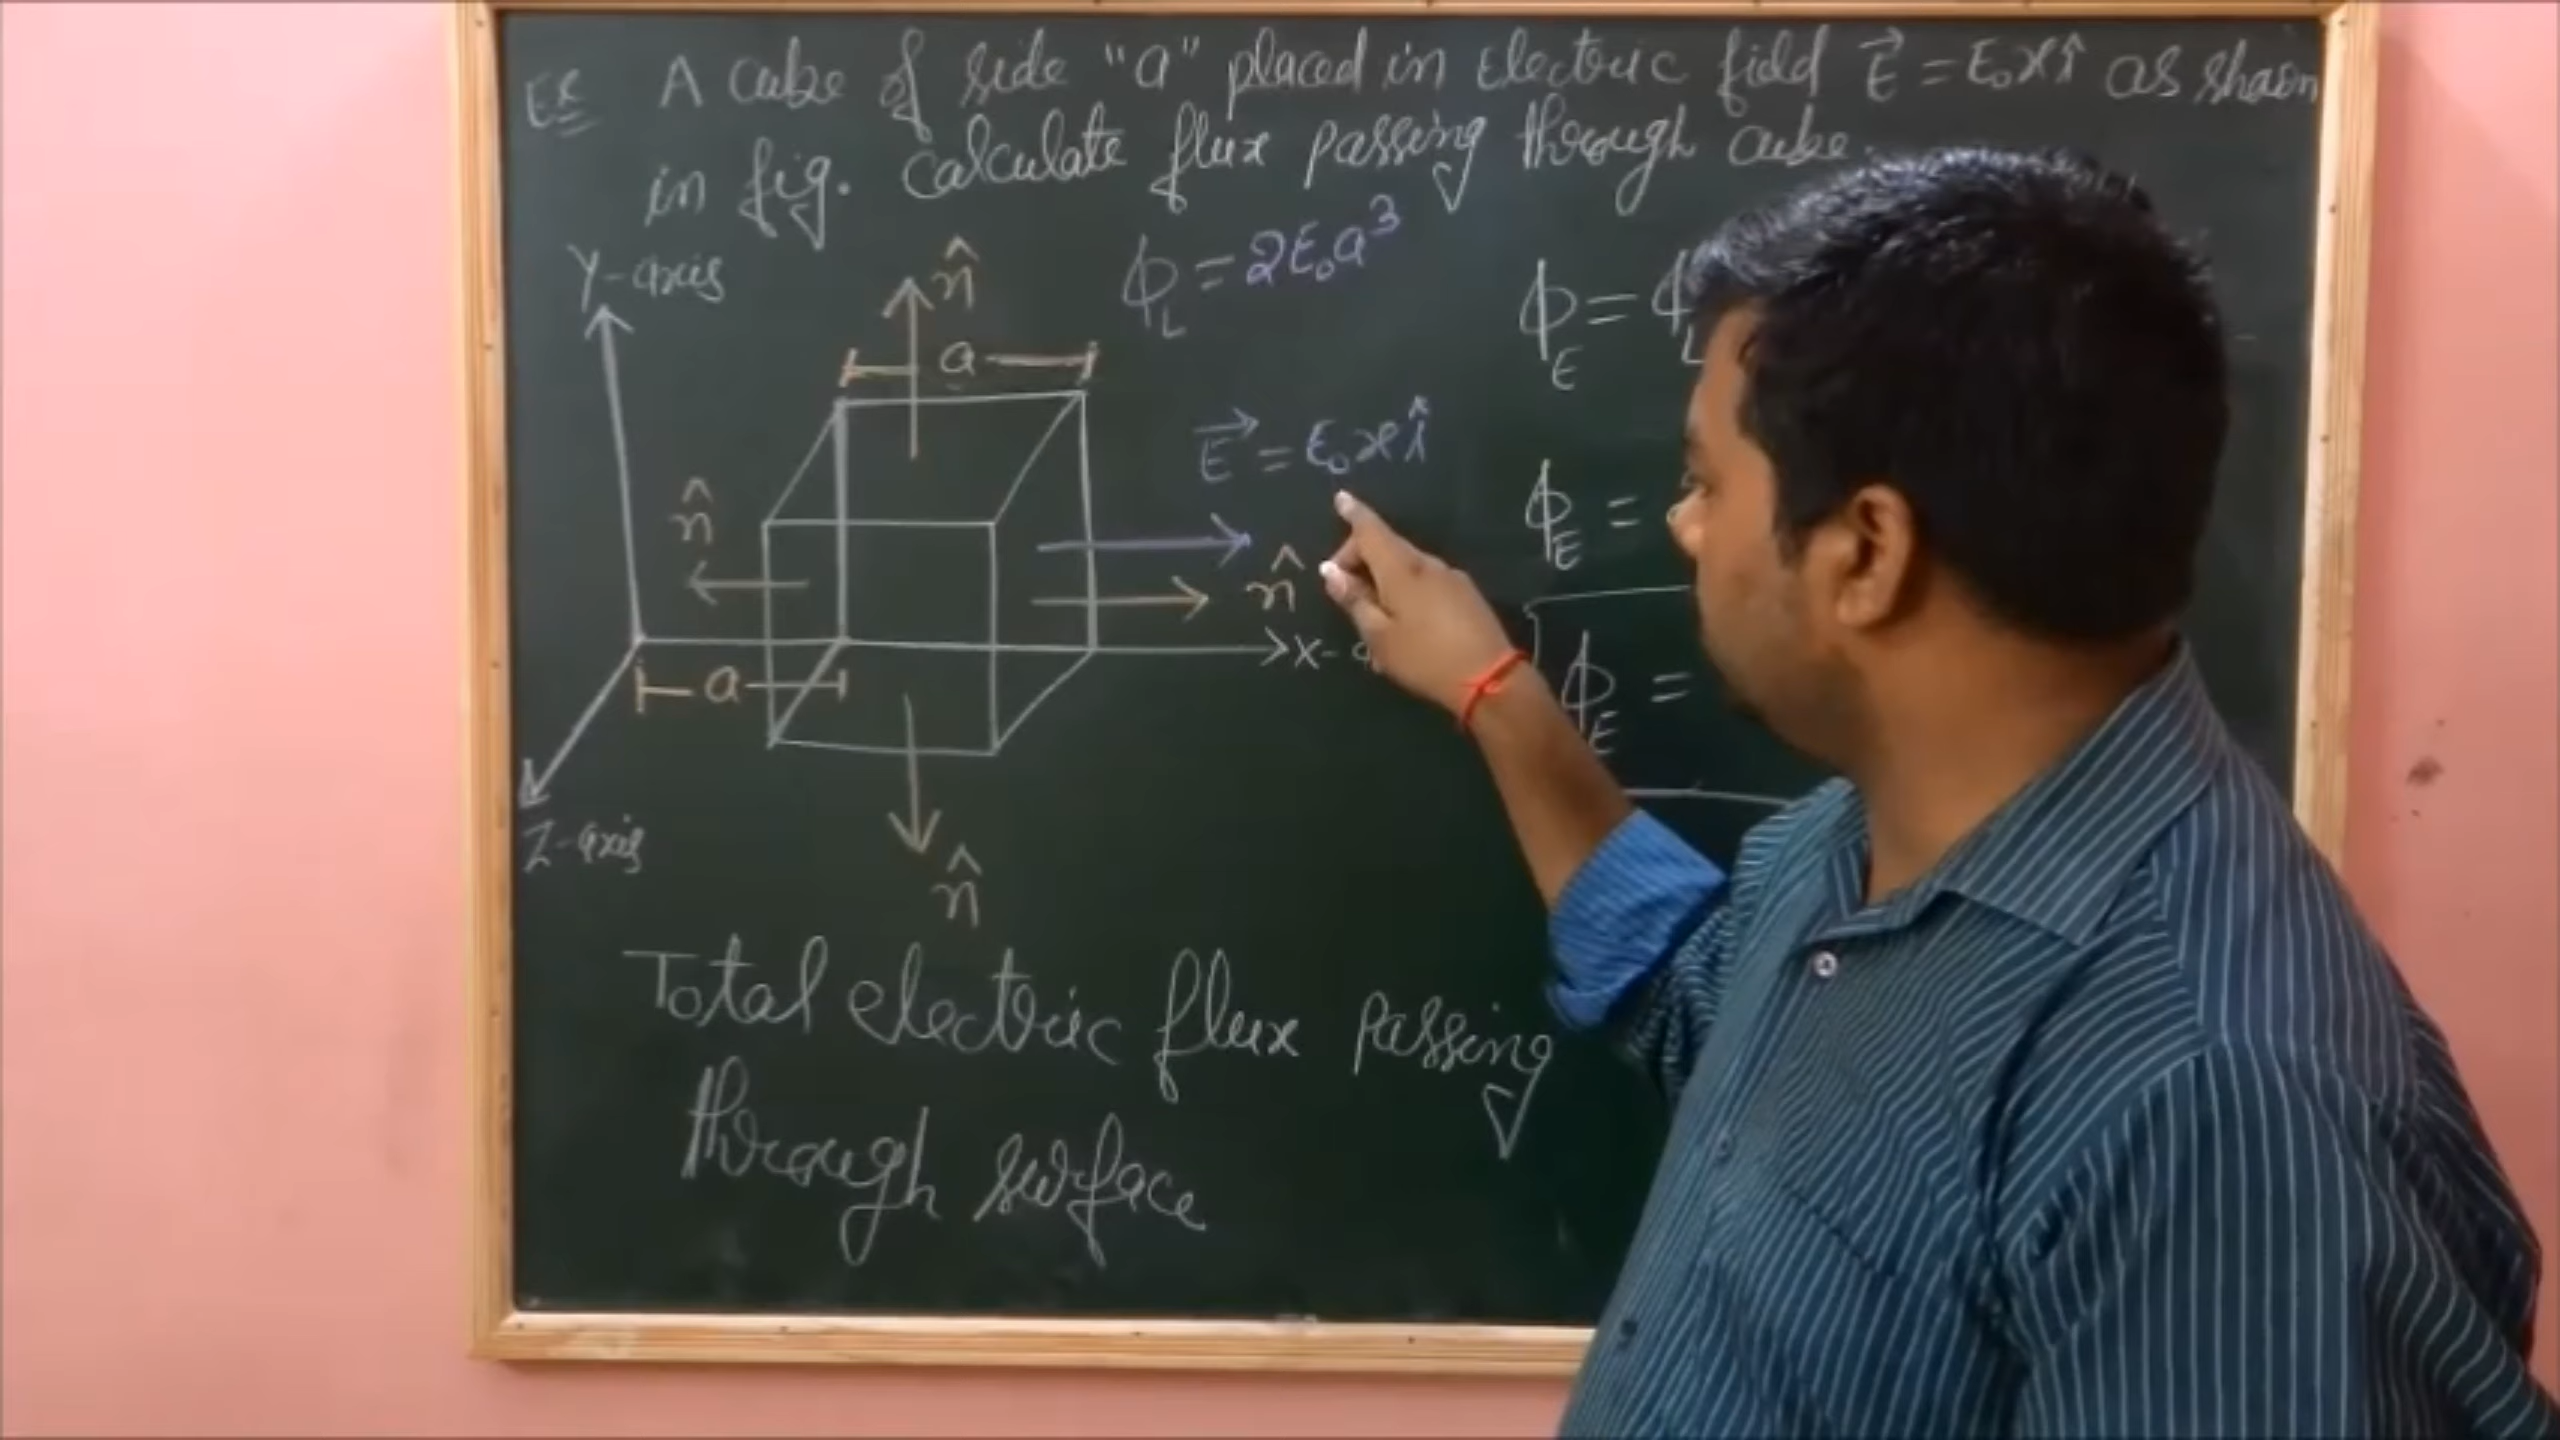 Ex A cube of side "a" placed in electric field E⃗ = E₀xî as shown
in fig. calculate flux passing through cube.
Y-axis
n̂
ϕ_L = 2E₀a³
a
n̂
E⃗ = E₀xî
n̂
X-
a
n̂
Z-axis
ϕ_E = ϕ_L
ϕ_E =
ϕ_E =
Total electric flux passing
through surface